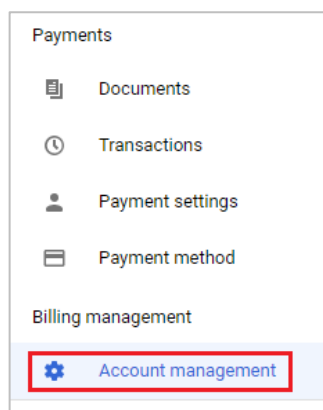 Payments
Documents
Transactions
Payment settings
Payment method
Billing management
Account management